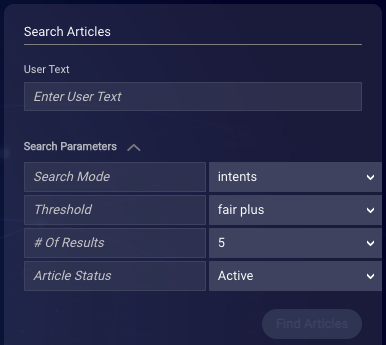 Search Articles
User Text
Enter User Text
Search Parameters
Search Mode intents
Threshold fair plus
# Of Results 5
Article Status Active
Find Articles